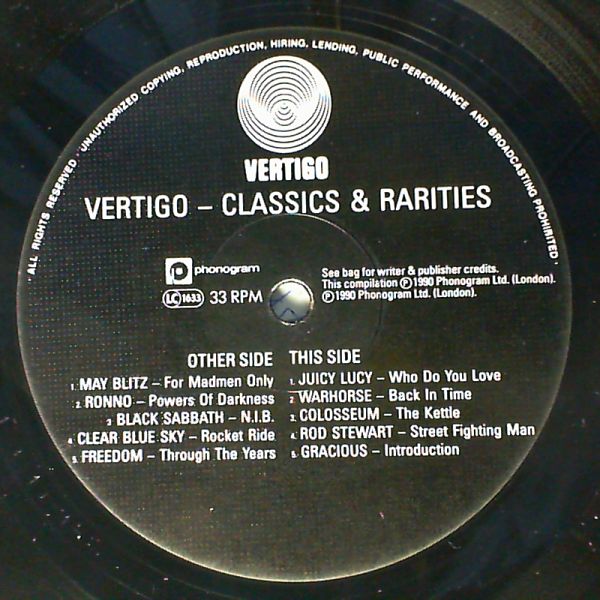 ALL RIGHTS RESERVED. UNAUTHORIZED COPYING, REPRODUCTION, HIRING, LENDING, PUBLIC PERFORMANCE AND BROADCASTING PROHIBITED
VERTIGO
VERTIGO – CLASSICS & RARITIES
phonogram
LC 1633 33 RPM
See bag for writer & publisher credits.
This compilation Ⓟ1990 Phonogram Ltd. (London).
Ⓟ1990 Phonogram Ltd. (London).
OTHER SIDE
1. MAY BLITZ – For Madmen Only
2. RONNO – Powers Of Darkness
3 BLACK SABBATH – N.I.B.
4. CLEAR BLUE SKY – Rocket Ride
5. FREEDOM – Through The Years
THIS SIDE
1. JUICY LUCY – Who Do You Love
2 WARHORSE – Back In Time
3. COLOSSEUM – The Kettle
4. ROD STEWART – Street Fighting Man
5. GRACIOUS – Introduction